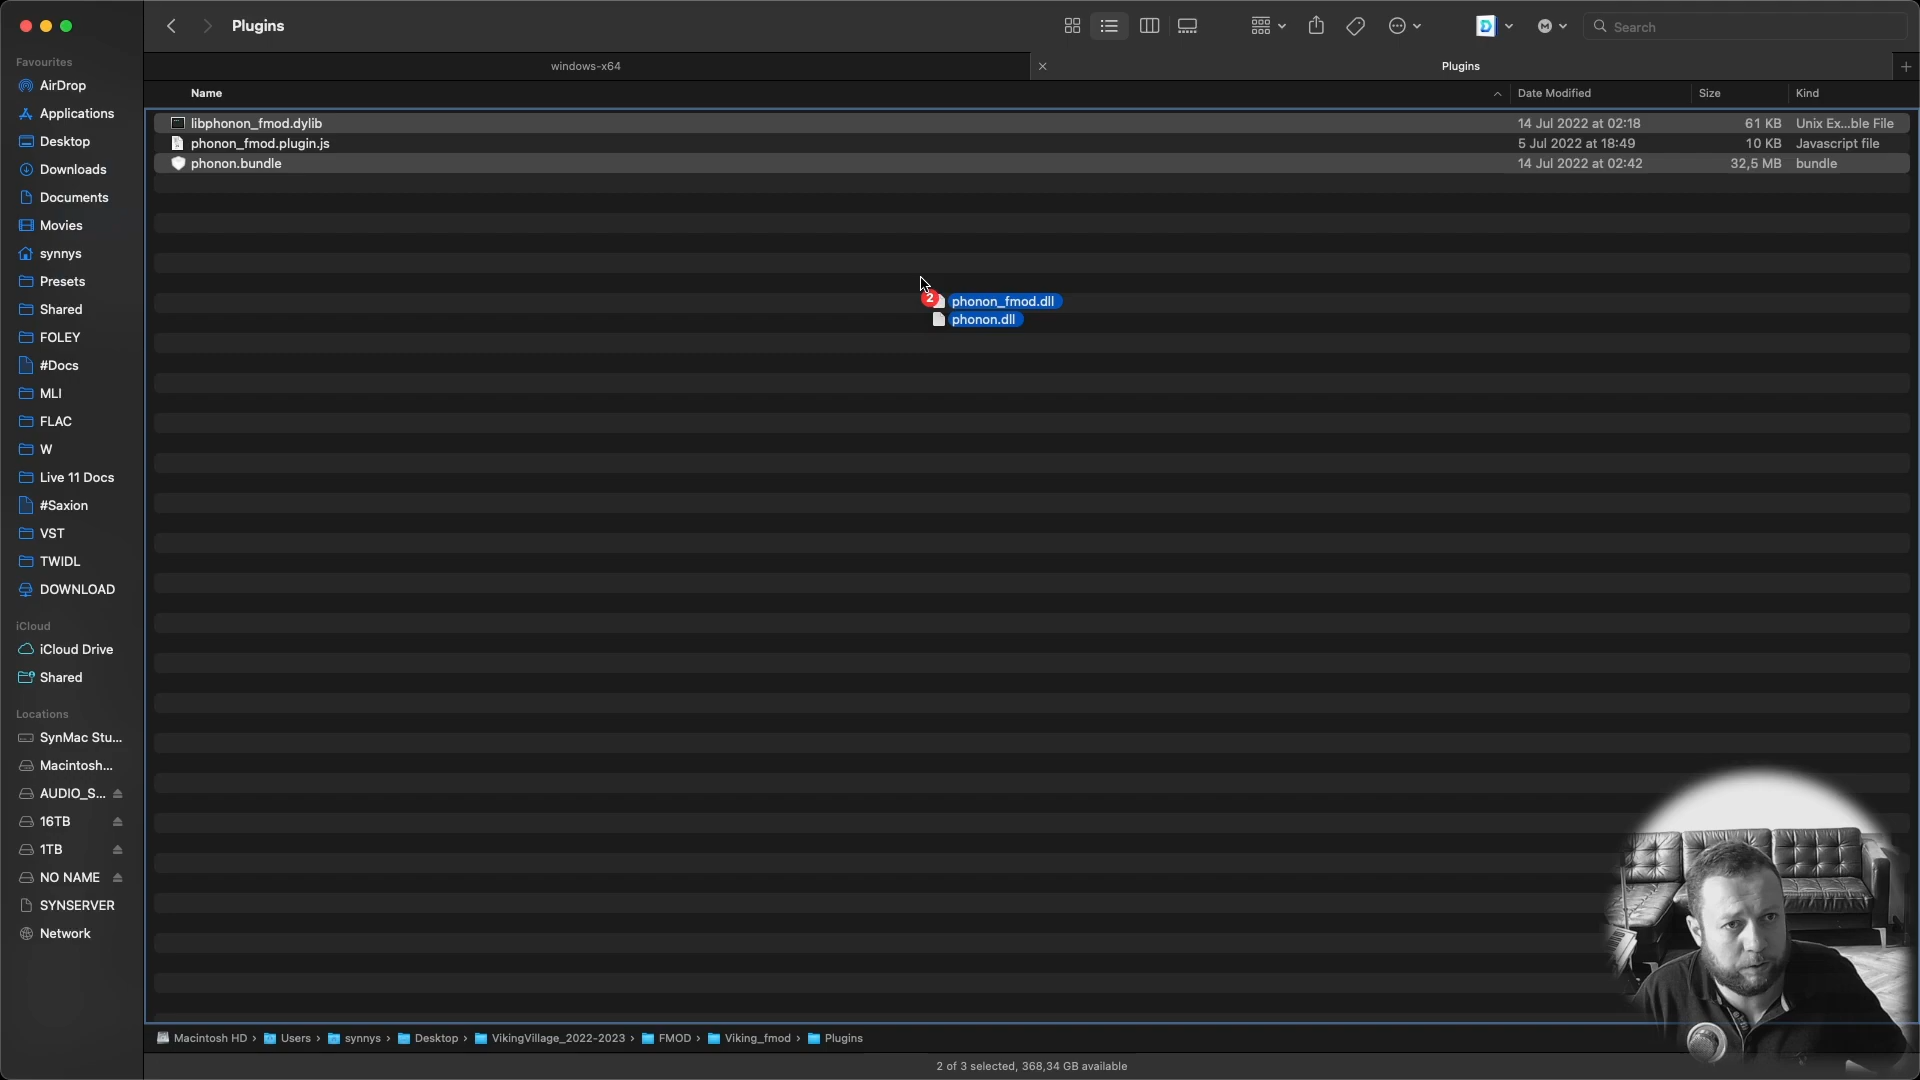 Plugins
Search
windows-x64
Plugins
Name
Date Modified
Size
Kind
libphonon_fmod.dylib
14 Jul 2022 at 02:18
61 KB
Unix Ex...ble File
phonon_fmod.plugin.js
5 Jul 2022 at 18:49
10 KB
Javascript file
phonon.bundle
14 Jul 2022 at 02:42
32,5 MB
bundle
2
phonon_fmod.dll
phonon.dll
Favourites
AirDrop
Applications
Desktop
Downloads
Documents
Movies
synnys
Presets
Shared
FOLEY
#Docs
MLI
FLAC
W
Live 11 Docs
#Saxion
VST
TWIDL
DOWNLOAD
iCloud
iCloud Drive
Shared
Locations
SynMac Stu...
Macintosh...
AUDIO_S...
16TB
1TB
NO NAME
SYNSERVER
Network
Macintosh HD › Users › synnys › Desktop › VikingVillage_2022-2023 › FMOD › Viking_fmod › Plugins
2 of 3 selected, 368,34 GB available